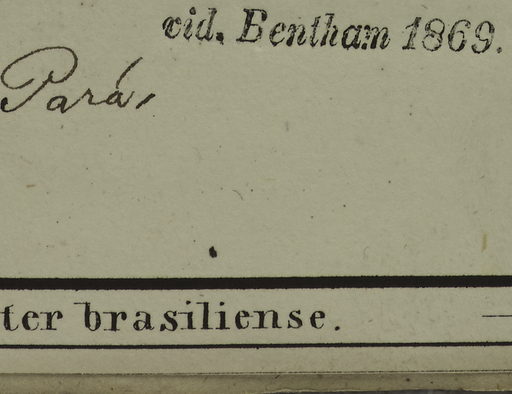 vid. Bentham 1869.
Pará,
ter brasiliense.